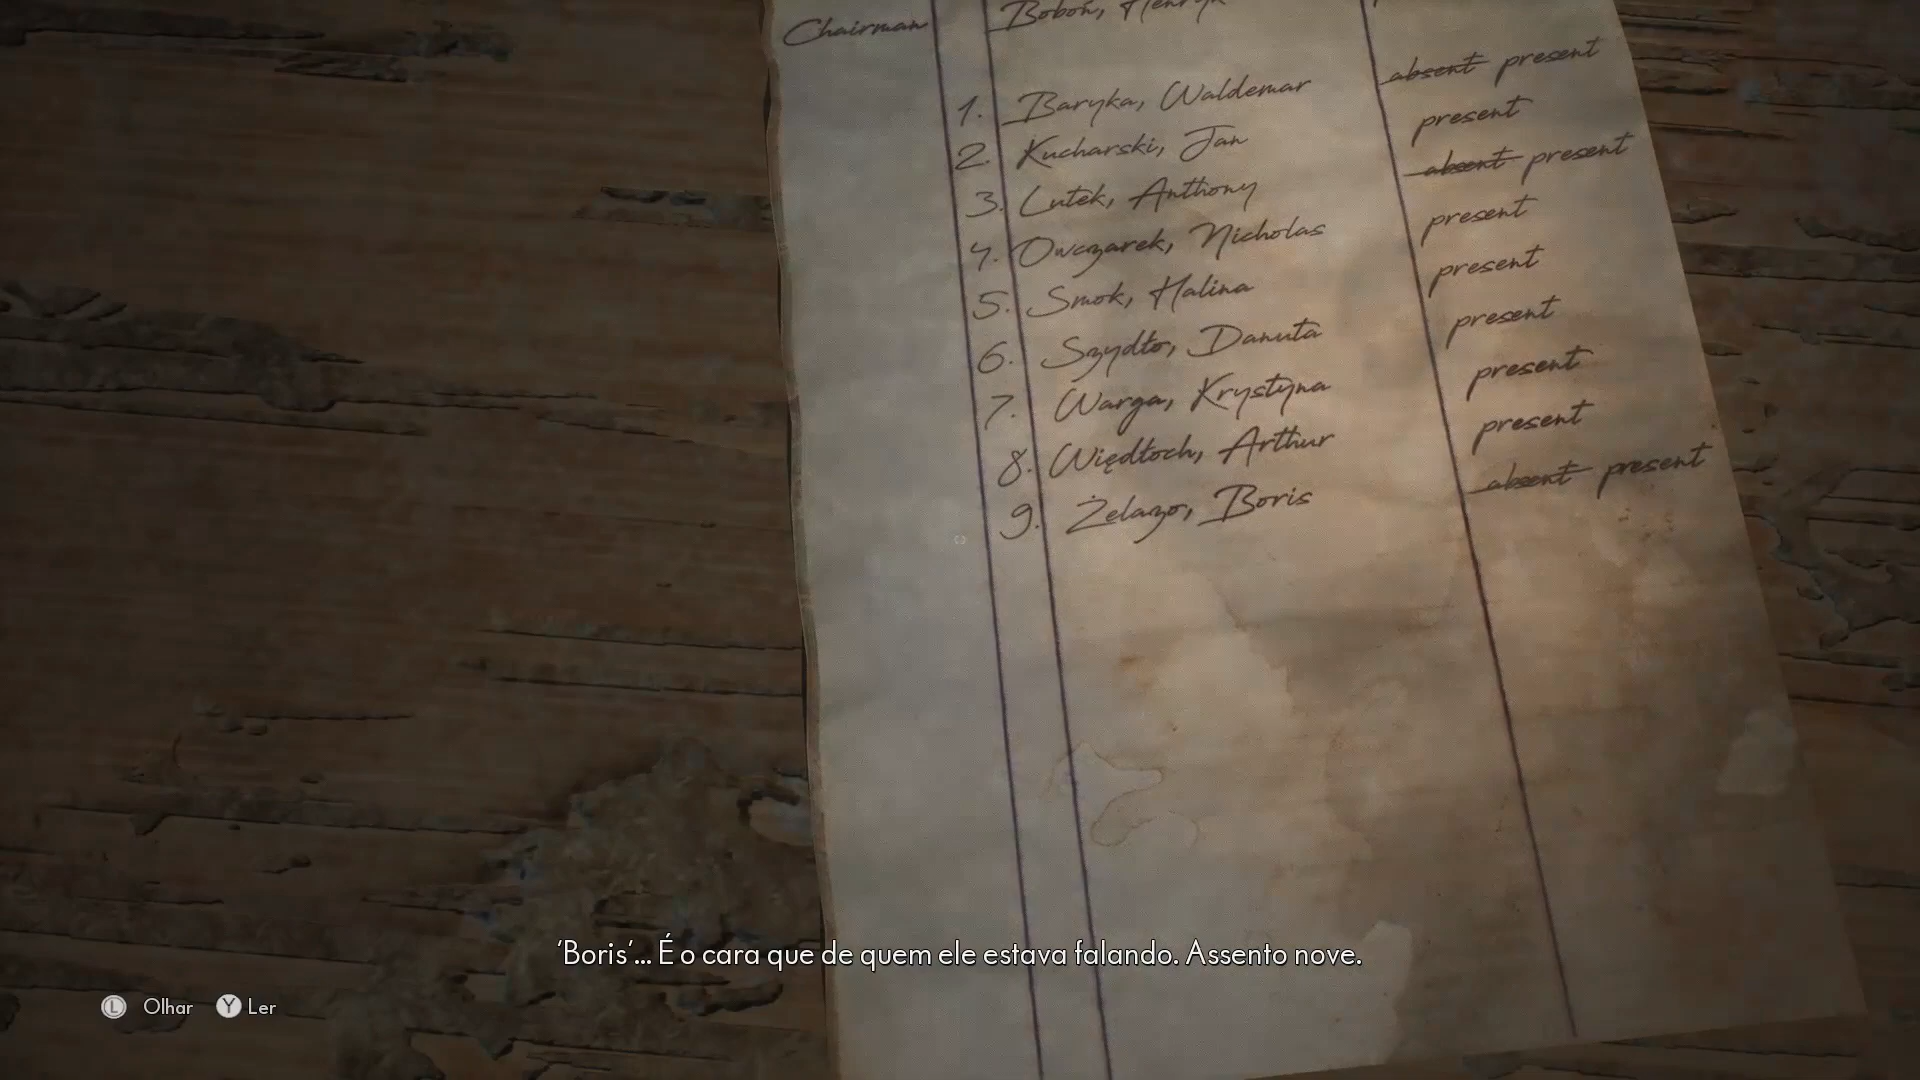 Chairman Boboń, Henryk
1. Baryka, Waldemar absent present
2. Kucharski, Jan present
3. Lutek, Anthony absent present
4. Owczarek, Nicholas present
5. Smok, Halina present
6. Szydło, Danuta present
7. Warga, Krystyna present
8. Więdłoch, Arthur present
9. Żelazo, Boris absent present
'Boris'... É o cara que de quem ele estava falando. Assento nove.
L Olhar Y Ler